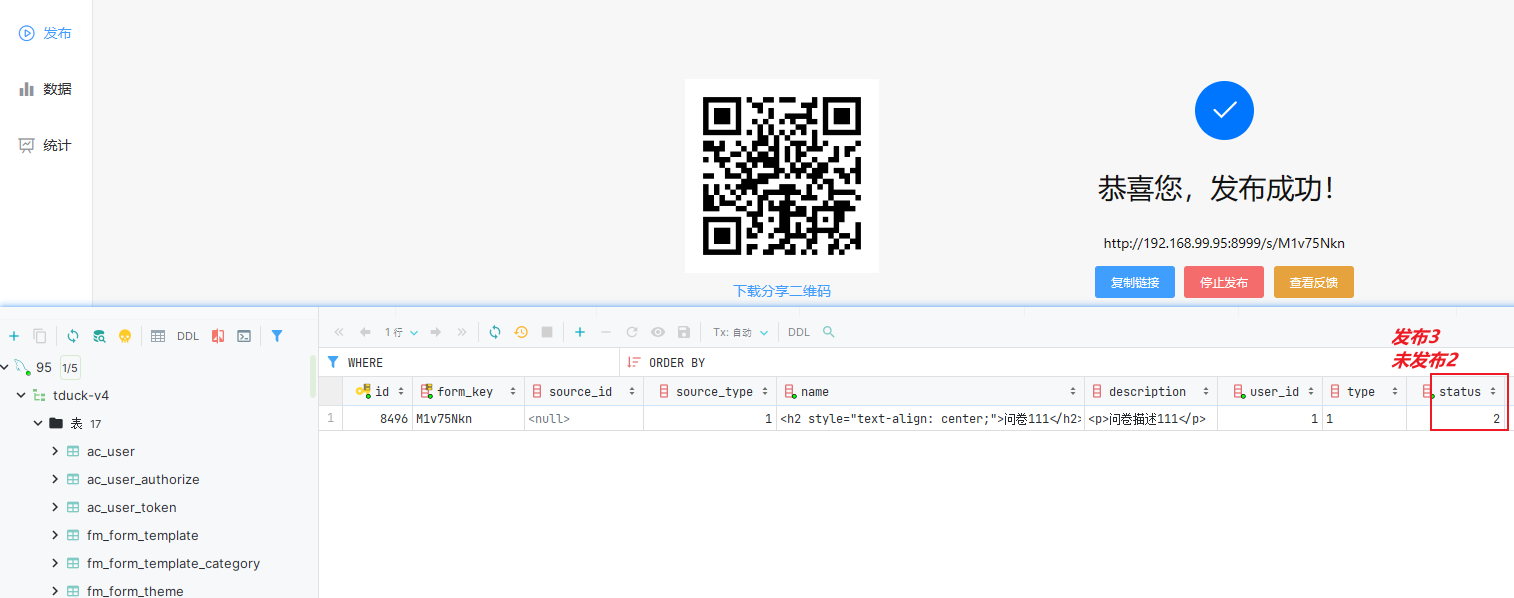 发布
数据
统计
下载分享二维码
恭喜您，发布成功！
http://192.168.99.95:8999/s/M1v75Nkn
复制链接 停止发布 查看反馈
DDL
1 行
Tx: 自动
DDL
发布3
未发布2
95 1/5
tduck-v4
表 17
ac_user
ac_user_authorize
ac_user_token
fm_form_template
fm_form_template_category
fm_form_theme
WHERE ORDER BY
id form_key source_id source_type name description user_id type status
1 8496 M1v75Nkn <null> 1 <h2 style="text-align: center;">问卷111</h2> <p>问卷描述111</p> 1 1 2